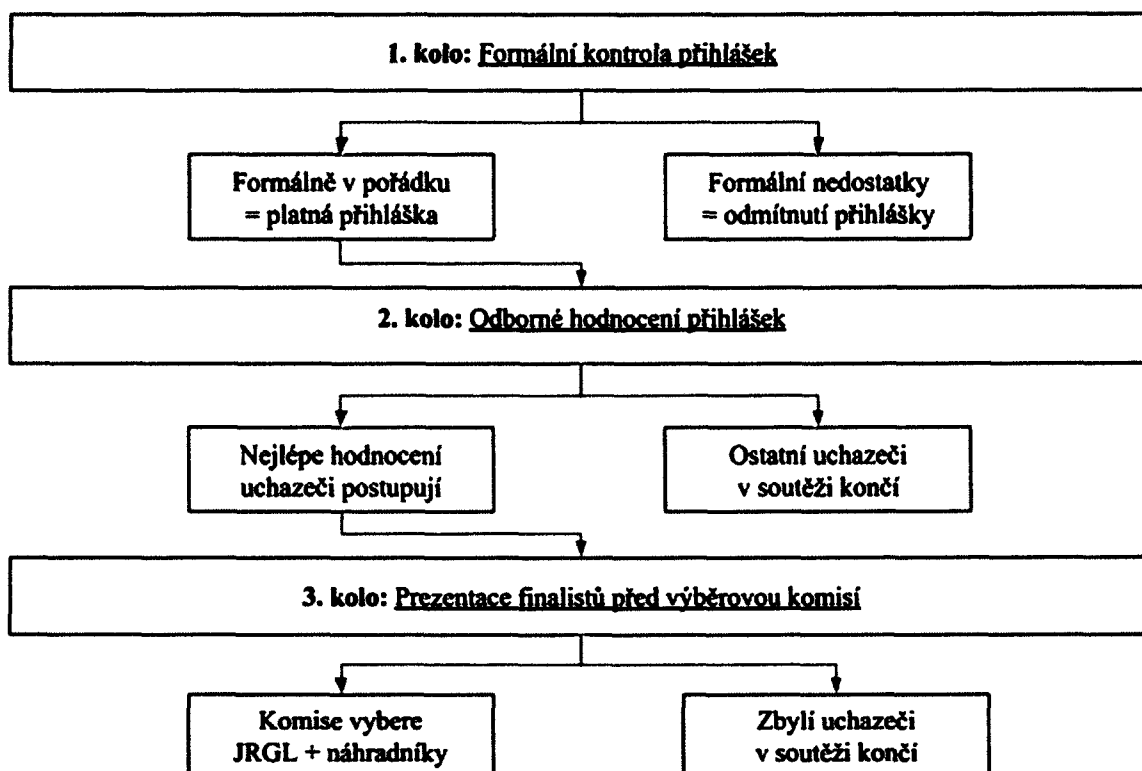 1. kolo: Formální kontrola přihlášek
Formálně v pořádku
= platná přihláška
Formální nedostatky
= odmítnutí přihlášky
2. kolo: Odborné hodnocení přihlášek
Nejlépe hodnocení
uchazeči postupují
Ostatní uchazeči
v soutěži končí
3. kolo: Prezentace finalistů před výběrovou komisí
Komise vybere
JRGL + náhradníky
Zbylí uchazeči
v soutěži končí